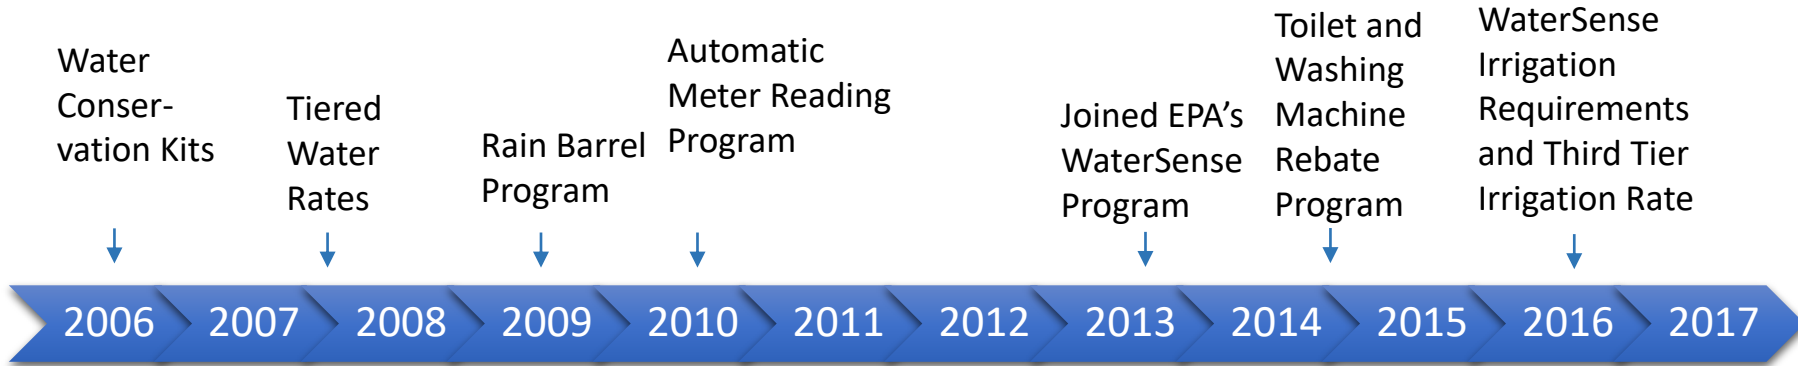 Water
Conser-
vation Kits
Tiered
Water
Rates
Rain Barrel
Program
Automatic
Meter Reading
Program
Joined EPA’s
WaterSense
Program
Toilet and
Washing
Machine
Rebate
Program
WaterSense
Irrigation
Requirements
and Third Tier
Irrigation Rate
2006 2007 2008 2009 2010 2011 2012 2013 2014 2015 2016 2017